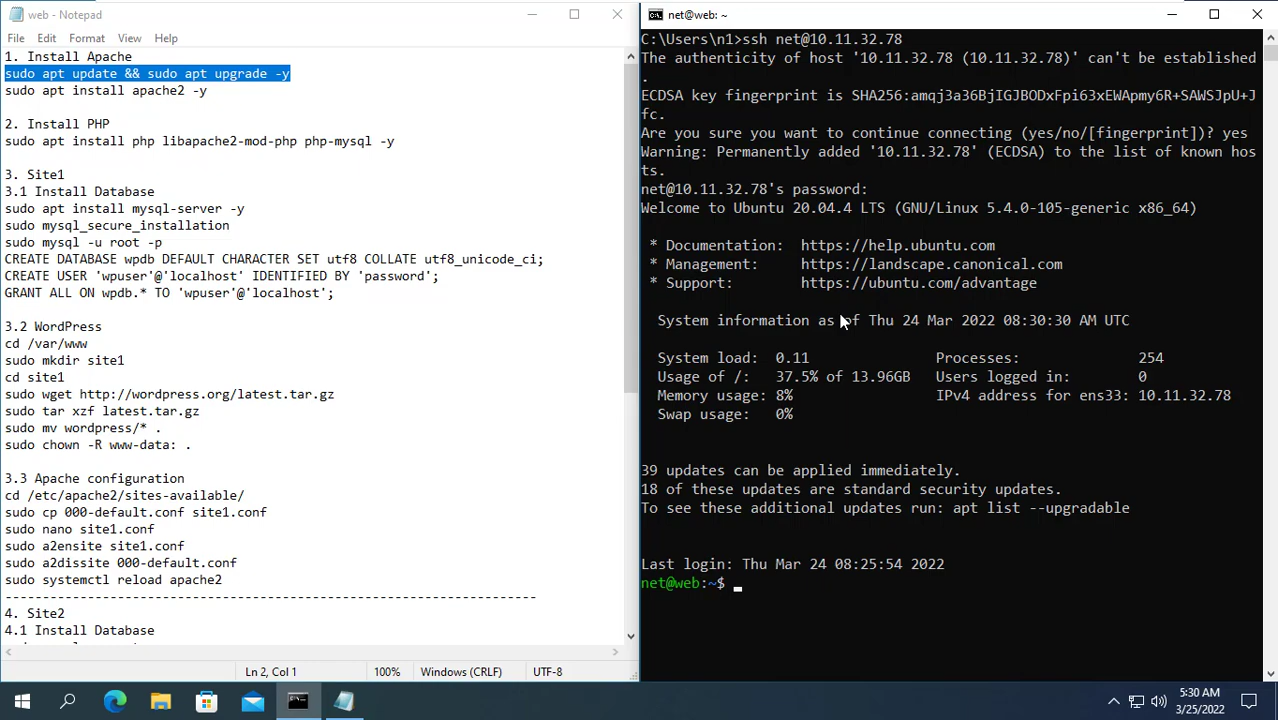 web - Notepad
File Edit Format View Help
1. Install Apache
sudo apt update && sudo apt upgrade -y
sudo apt install apache2 -y
2. Install PHP
sudo apt install php libapache2-mod-php php-mysql -y
3. Site1
3.1 Install Database
sudo apt install mysql-server -y
sudo mysql_secure_installation
sudo mysql -u root -p
CREATE DATABASE wpdb DEFAULT CHARACTER SET utf8 COLLATE utf8_unicode_ci;
CREATE USER 'wpuser'@'localhost' IDENTIFIED BY 'password';
GRANT ALL ON wpdb.* TO 'wpuser'@'localhost';
3.2 WordPress
cd /var/www
sudo mkdir site1
cd site1
sudo wget http://wordpress.org/latest.tar.gz
sudo tar xzf latest.tar.gz
sudo mv wordpress/* .
sudo chown -R www-data: .
3.3 Apache configuration
cd /etc/apache2/sites-available/
sudo cp 000-default.conf site1.conf
sudo nano site1.conf
sudo a2ensite site1.conf
sudo a2dissite 000-default.conf
sudo systemctl reload apache2
-----------------------------------------------------------------------
4. Site2
4.1 Install Database
Ln 2, Col 1 100% Windows (CRLF) UTF-8
net@web: ~
C:\Users\n1>ssh net@10.11.32.78
The authenticity of host '10.11.32.78 (10.11.32.78)' can't be established
.
ECDSA key fingerprint is SHA256:amqj3a36BjIGJBODxFpi63xEWApmy6R+SAWSJpU+J
fc.
Are you sure you want to continue connecting (yes/no/[fingerprint])? yes
Warning: Permanently added '10.11.32.78' (ECDSA) to the list of known hos
ts.
net@10.11.32.78's password:
Welcome to Ubuntu 20.04.4 LTS (GNU/Linux 5.4.0-105-generic x86_64)
* Documentation: https://help.ubuntu.com
* Management: https://landscape.canonical.com
* Support: https://ubuntu.com/advantage
System information as of Thu 24 Mar 2022 08:30:30 AM UTC
System load: 0.11 Processes: 254
Usage of /: 37.5% of 13.96GB Users logged in: 0
Memory usage: 8% IPv4 address for ens33: 10.11.32.78
Swap usage: 0%
39 updates can be applied immediately.
18 of these updates are standard security updates.
To see these additional updates run: apt list --upgradable
Last login: Thu Mar 24 08:25:54 2022
net@web:~$
5:30 AM
3/25/2022